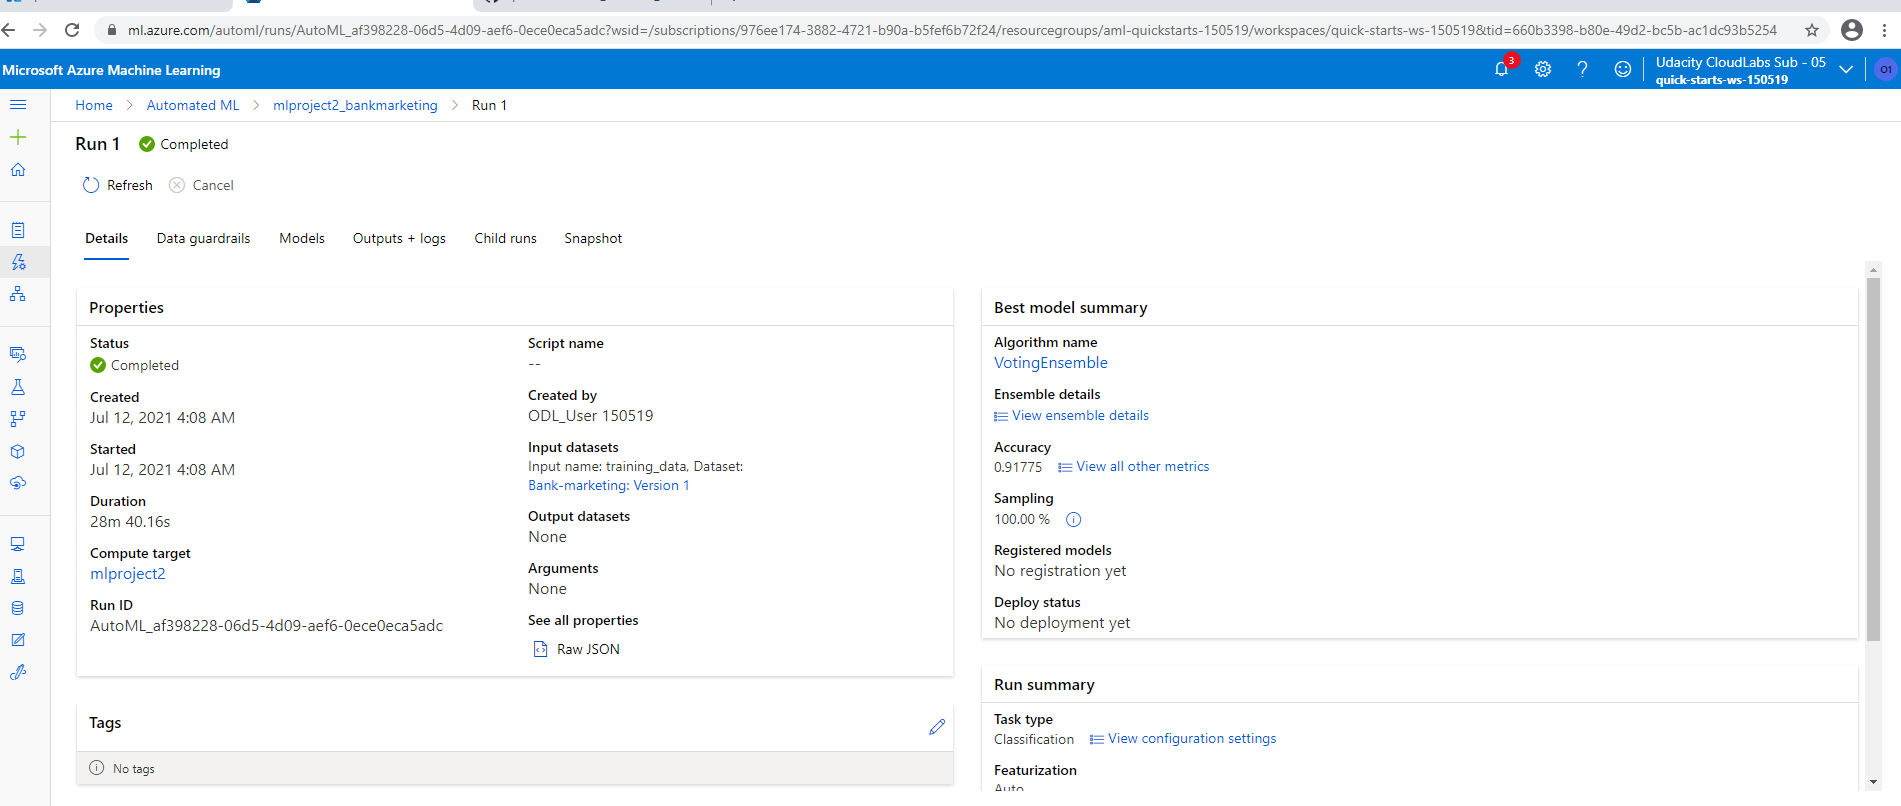 ml.azure.com/automl/runs/AutoML_af398228-06d5-4d09-aef6-0ece0eca5adc?wsid=/subscriptions/976ee174-3882-4721-b90a-b5fef6b72f24/resourcegroups/aml-quickstarts-150519/workspaces/quick-starts-ws-150519&tid=660b3398-b80e-49d2-bc5b-ac1dc93b5254
Microsoft Azure Machine Learning
3
Udacity CloudLabs Sub - 05
quick-starts-ws-150519
O1
Home > Automated ML > mlproject2_bankmarketing > Run 1
Run 1 Completed
Refresh Cancel
Details Data guardrails Models Outputs + logs Child runs Snapshot
Properties
Status
Completed
Created
Jul 12, 2021 4:08 AM
Started
Jul 12, 2021 4:08 AM
Duration
28m 40.16s
Compute target
mlproject2
Run ID
AutoML_af398228-06d5-4d09-aef6-0ece0eca5adc
Script name
--
Created by
ODL_User 150519
Input datasets
Input name: training_data, Dataset:
Bank-marketing: Version 1
Output datasets
None
Arguments
None
See all properties
Raw JSON
Tags
No tags
Best model summary
Algorithm name
VotingEnsemble
Ensemble details
View ensemble details
Accuracy
0.91775 View all other metrics
Sampling
100.00 %
Registered models
No registration yet
Deploy status
No deployment yet
Run summary
Task type
Classification View configuration settings
Featurization
Auto